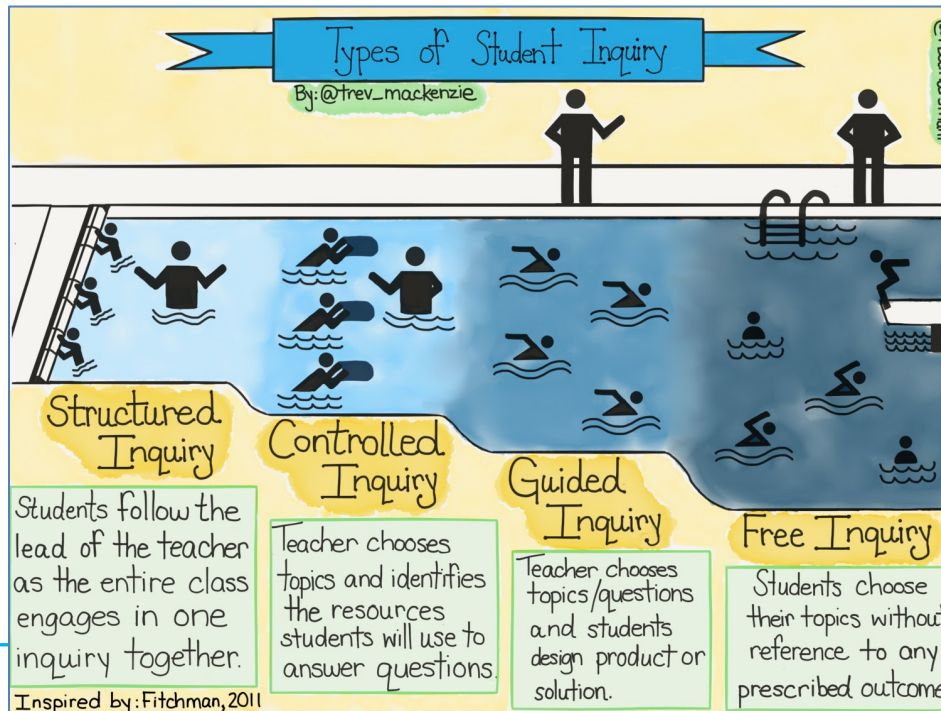 Types of Student Inquiry
By:@trev_mackenzie
Structured
Inquiry
Students follow the
lead of the teacher
as the entire class
engages in one
inquiry together.
Controlled
Inquiry
Teacher chooses
topics and identifies
the resources
students will use to
answer questions.
Guided
Inquiry
Teacher chooses
topics/questions
and students
design product or
solution.
Free Inquiry
Students choose
their topics without
reference to any
prescribed outcome
Inspired by:Fitchman,2011